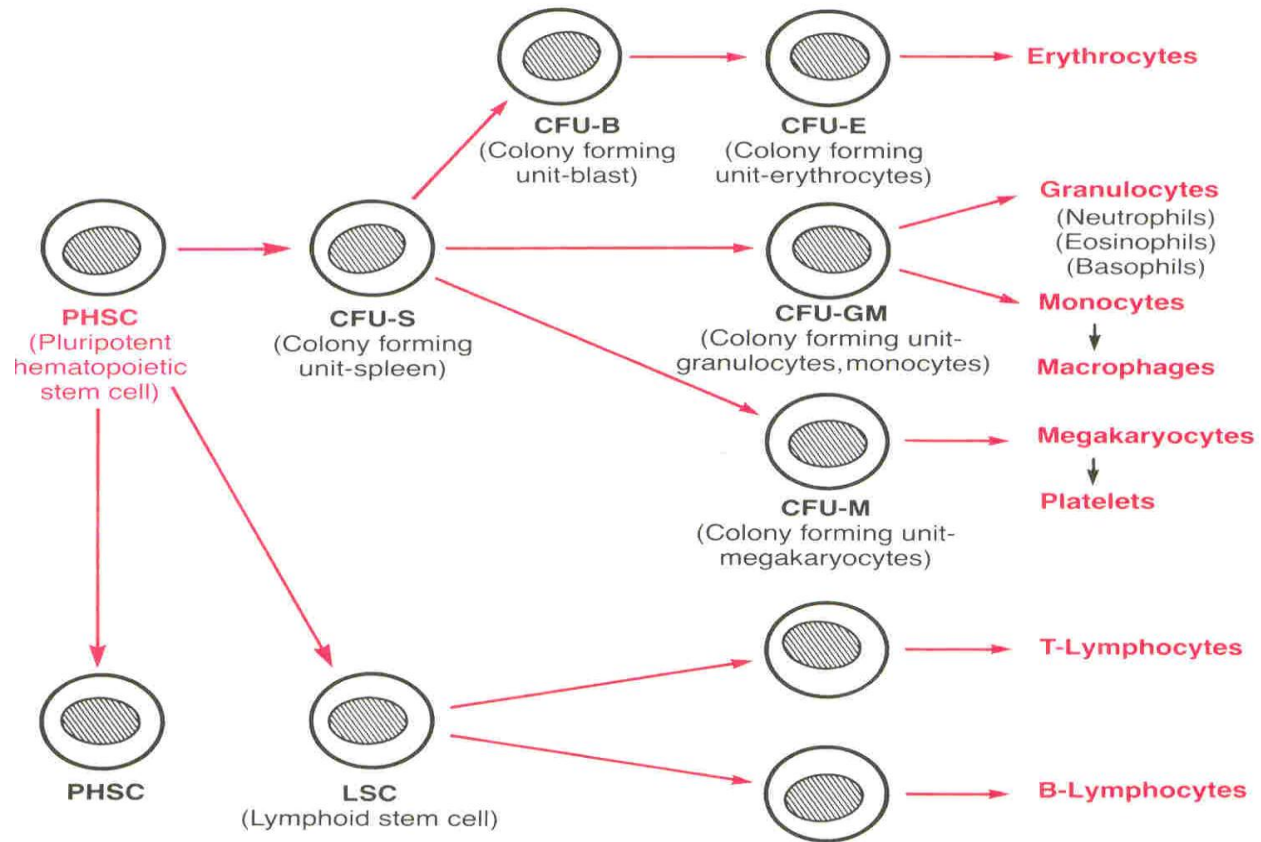 Erythrocytes
CFU-B
(Colony forming
unit-blast)
CFU-E
(Colony forming
unit-erythrocytes)
Granulocytes
(Neutrophils)
(Eosinophils)
(Basophils)
PHSC
(Pluripotent
hematopoietic
stem cell)
CFU-S
(Colony forming
unit-spleen)
CFU-GM
(Colony forming unit-
granulocytes, monocytes)
Monocytes
Macrophages
Megakaryocytes
Platelets
CFU-M
(Colony forming unit-
megakaryocytes)
T-Lymphocytes
PHSC
LSC
(Lymphoid stem cell)
B-Lymphocytes